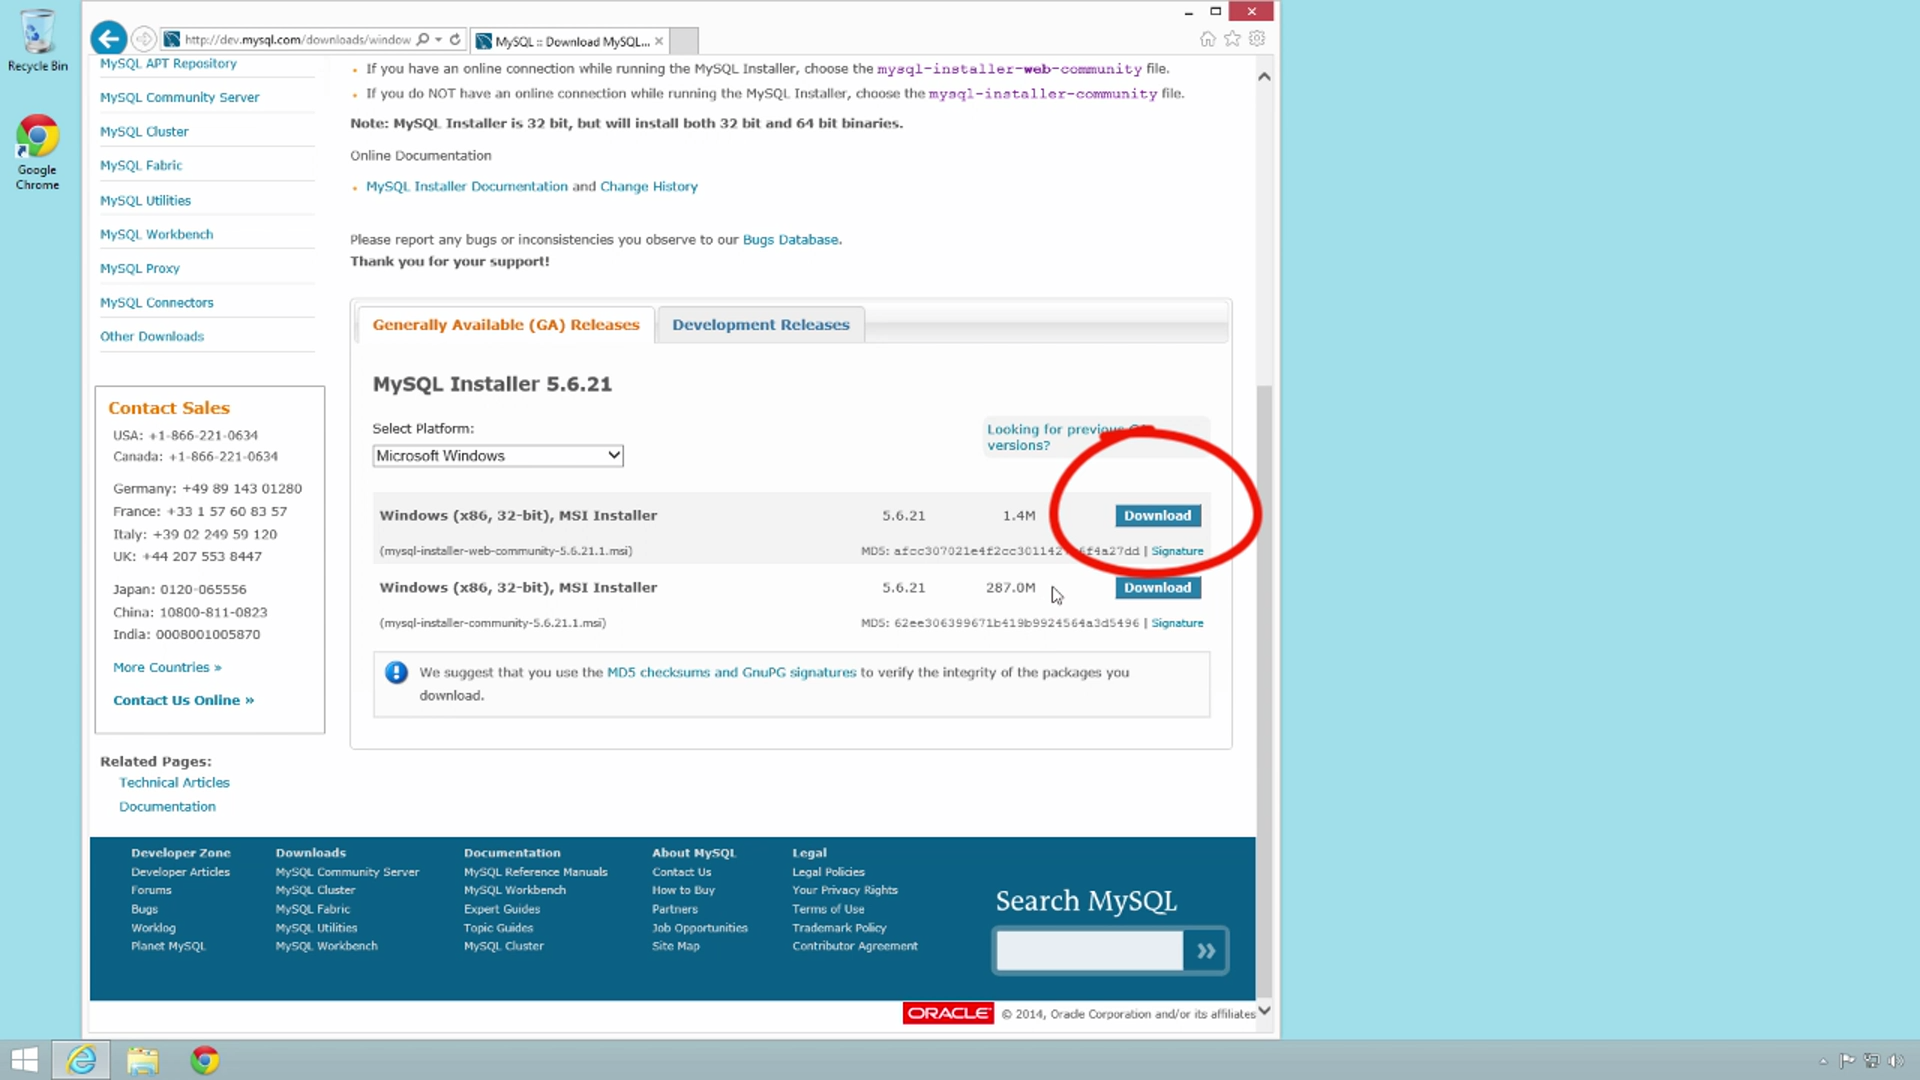 Recycle Bin
Google
Chrome
http://dev.mysql.com/downloads/window
MySQL :: Download MySQL...
MySQL APT Repository
MySQL Community Server
MySQL Cluster
MySQL Fabric
MySQL Utilities
MySQL Workbench
MySQL Proxy
MySQL Connectors
Other Downloads
Contact Sales
USA: +1-866-221-0634
Canada: +1-866-221-0634
Germany: +49 89 143 01280
France: +33 1 57 60 83 57
Italy: +39 02 249 59 120
UK: +44 207 553 8447
Japan: 0120-065556
China: 10800-811-0823
India: 0008001005870
More Countries »
Contact Us Online »
Related Pages:
Technical Articles
Documentation
If you have an online connection while running the MySQL Installer, choose the mysql-installer-web-community file.
If you do NOT have an online connection while running the MySQL Installer, choose the mysql-installer-community file.
Note: MySQL Installer is 32 bit, but will install both 32 bit and 64 bit binaries.
Online Documentation
MySQL Installer Documentation and Change History
Please report any bugs or inconsistencies you observe to our Bugs Database.
Thank you for your support!
Generally Available (GA) Releases Development Releases
MySQL Installer 5.6.21
Select Platform:
Microsoft Windows
Looking for previous
versions?
Windows (x86, 32-bit), MSI Installer 5.6.21 1.4M Download
(mysql-installer-web-community-5.6.21.1.msi) MD5: | Signature
Windows (x86, 32-bit), MSI Installer 5.6.21 287.0M Download
(mysql-installer-community-5.6.21.1.msi) MD5: 62ee306399671b419b9924564a3d5496 | Signature
We suggest that you use the MD5 checksums and GnuPG signatures to verify the integrity of the packages you
download.
Developer Zone
Developer Articles
Forums
Bugs
Worklog
Planet MySQL
Downloads
MySQL Community Server
MySQL Cluster
MySQL Fabric
MySQL Utilities
MySQL Workbench
Documentation
MySQL Reference Manuals
MySQL Workbench
Expert Guides
Topic Guides
MySQL Cluster
About MySQL
Contact Us
How to Buy
Partners
Job Opportunities
Site Map
Legal
Legal Policies
Your Privacy Rights
Terms of Use
Trademark Policy
Contributor Agreement
Search MySQL
»
ORACLE © 2014, Oracle Corporation and/or its affiliates